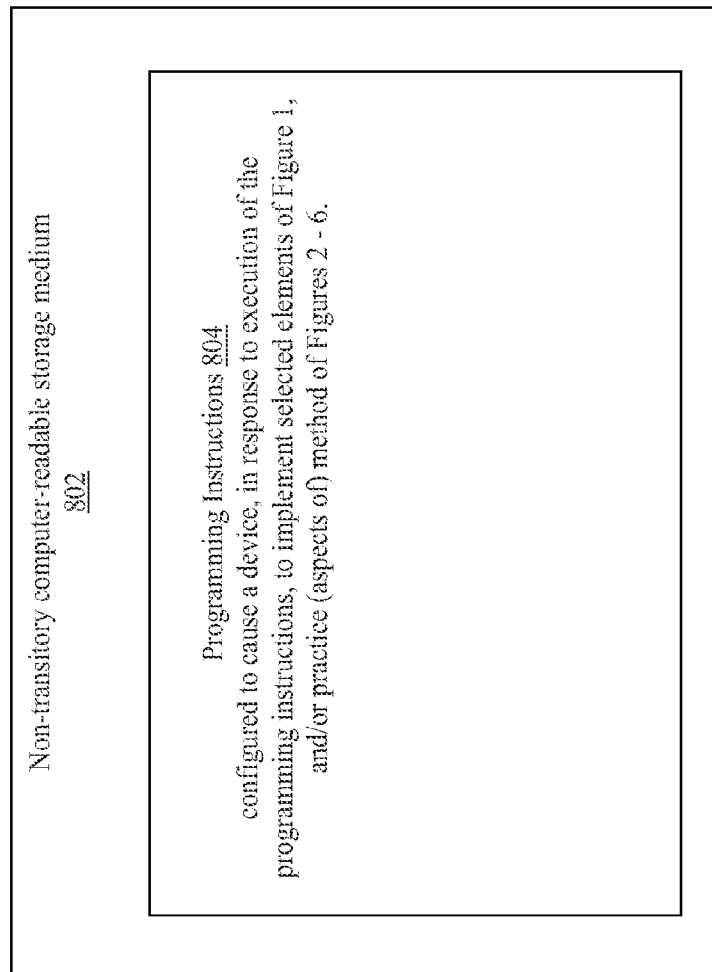 Non-transitory computer-readable storage medium
802
Programming Instructions 804
configured to cause a device, in response to execution of the
programming instructions, to implement selected elements of Figure 1,
and/or practice (aspects of) method of Figures 2 - 6.